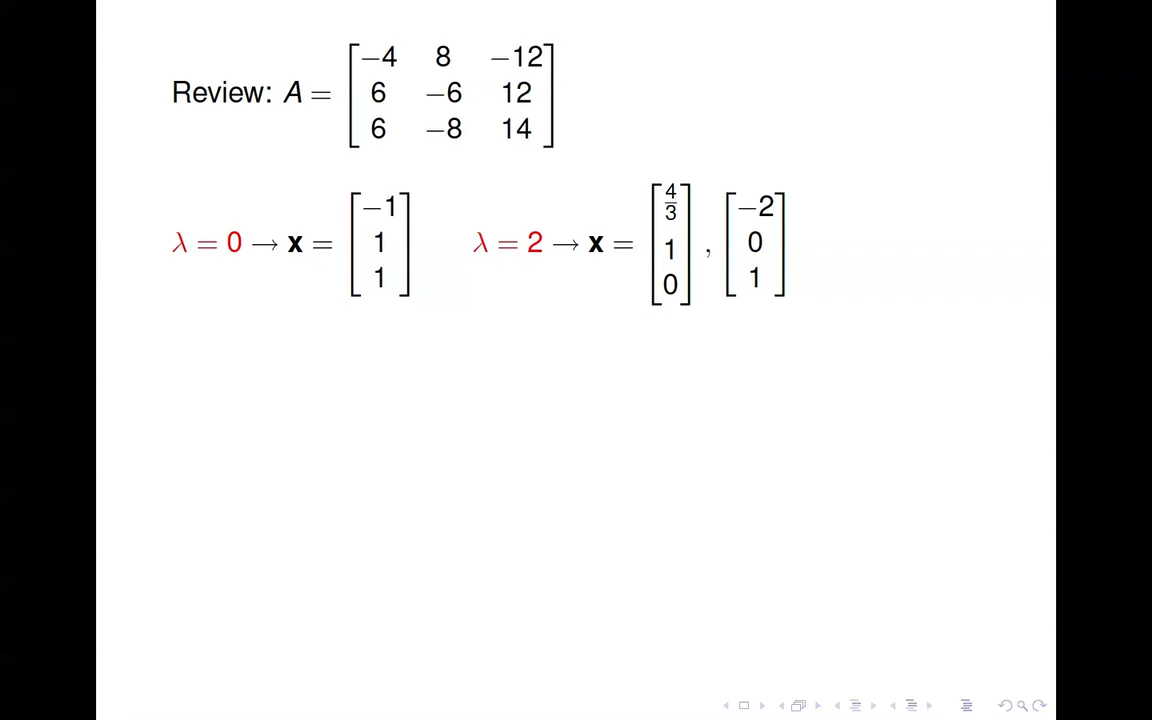 Review: A = [−4 8 −12; 6 −6 12; 6 −8 14]
λ = 0 → x = [−1; 1; 1] λ = 2 → x = [4/3; 1; 0], [−2; 0; 1]